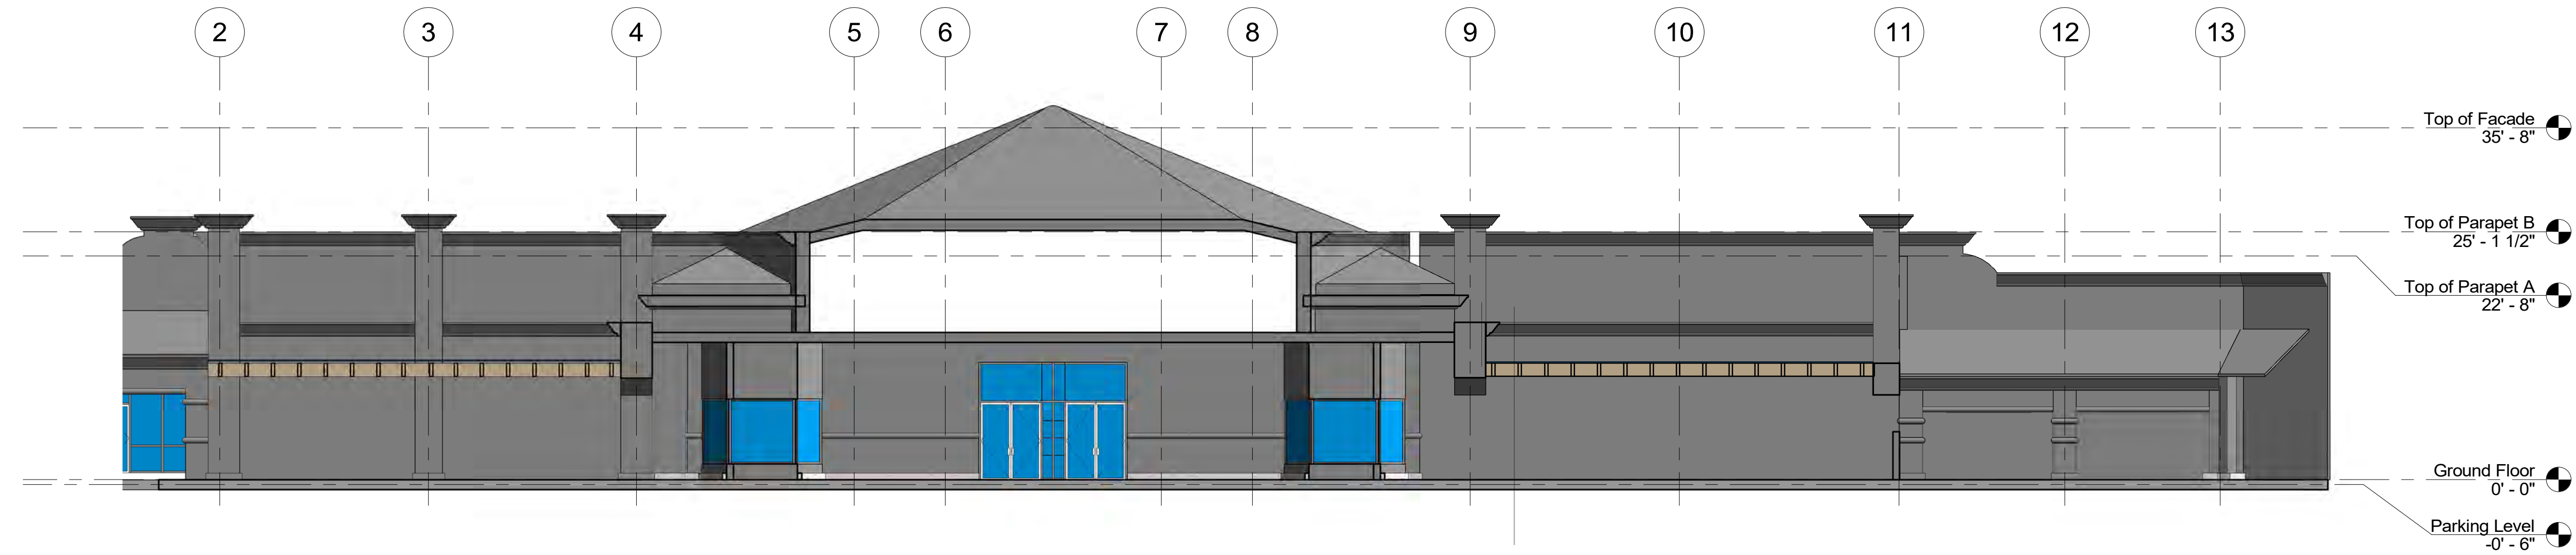 2 3 4 5 6 7 8 9 10 11 12 13
Top of Facade
35' - 8"
Top of Parapet B
25' - 1 1/2"
Top of Parapet A
22' - 8"
Ground Floor
0' - 0"
Parking Level
-0' - 6"